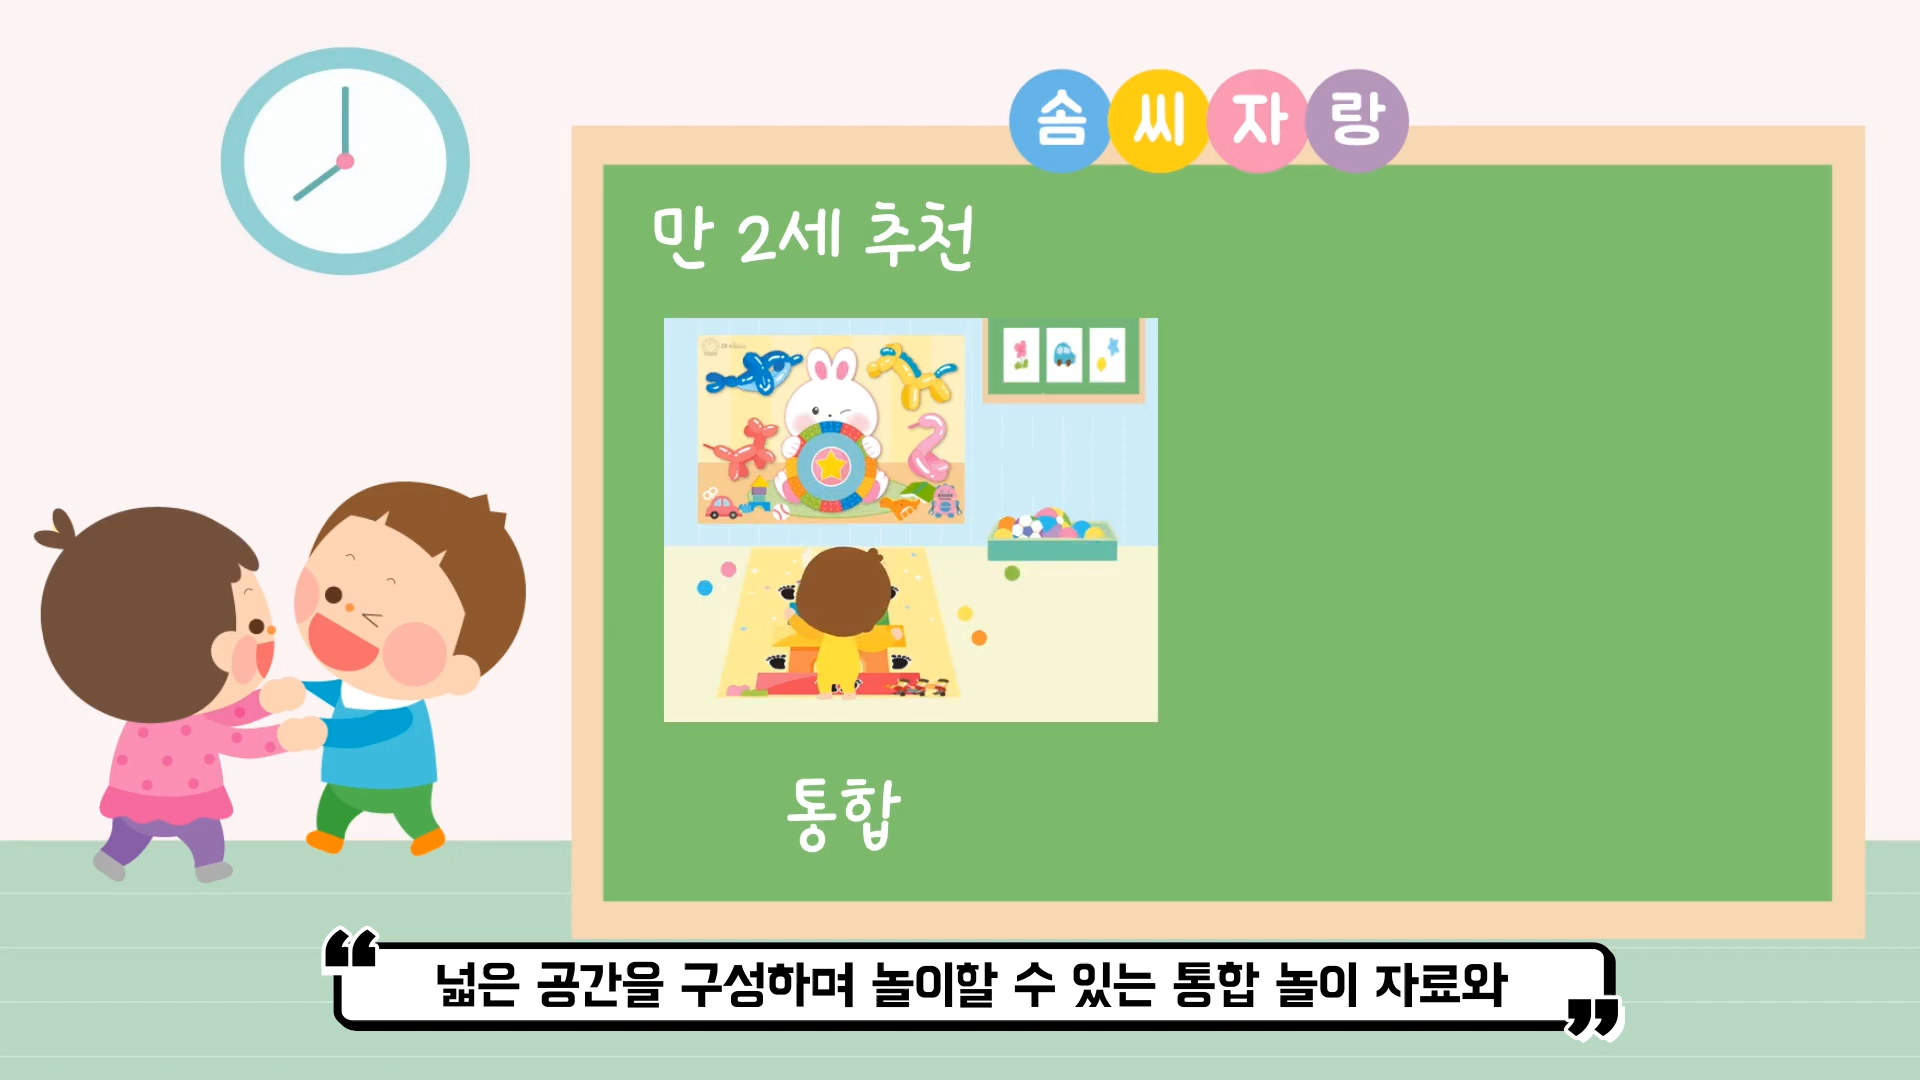 솜씨자랑
만 2세 추천
통합
넓은 공간을 구성하며 놀이할 수 있는 통합 놀이 자료와